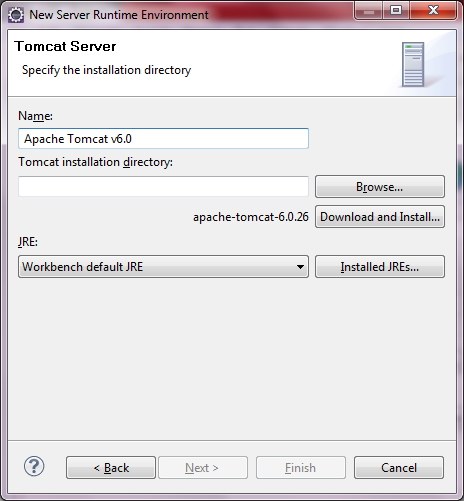 New Server Runtime Environment
Tomcat Server
Specify the installation directory
Name:
Apache Tomcat v6.0
Tomcat installation directory:
Browse...
apache-tomcat-6.0.26 Download and Install...
JRE:
Workbench default JRE Installed JREs...
? < Back Next > Finish Cancel